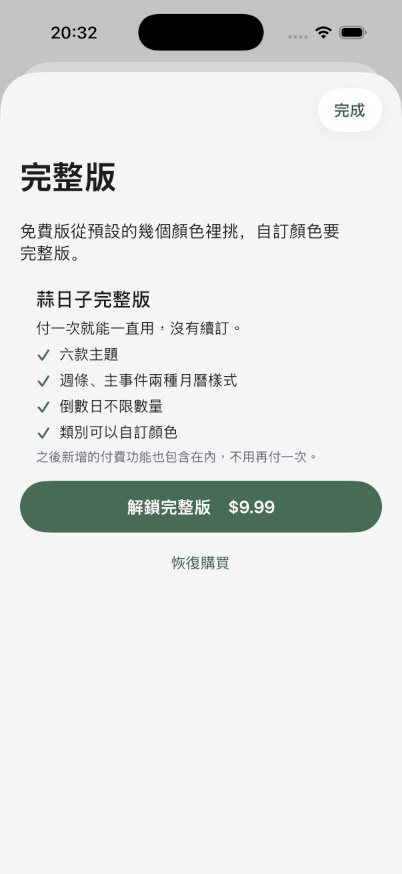 20:32
完成
完整版
免費版從預設的幾個顏色裡挑，自訂顏色要
完整版。
蒜日子完整版
付一次就能一直用，沒有續訂。
六款主題
週條、主事件兩種月曆樣式
倒數日不限數量
類別可以自訂顏色
之後新增的付費功能也包含在內，不用再付一次。
解鎖完整版 $9.99
恢復購買